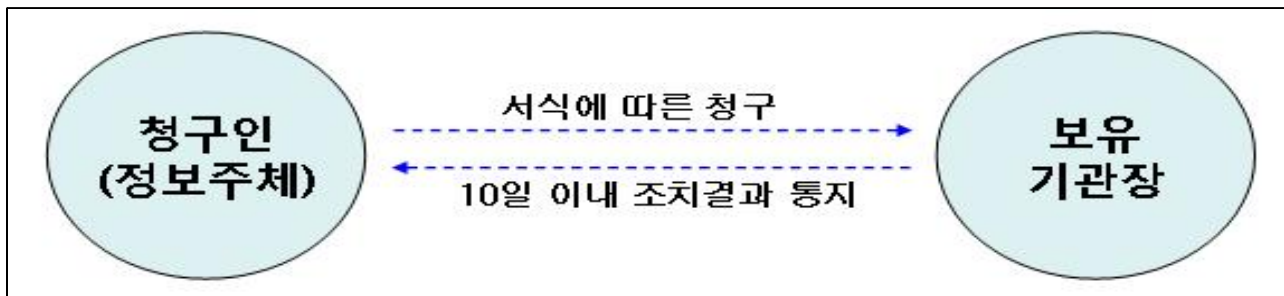 청구인
(정보주체)
서식에 따른 청구
10일 이내 조치결과 통지
보유
기관장